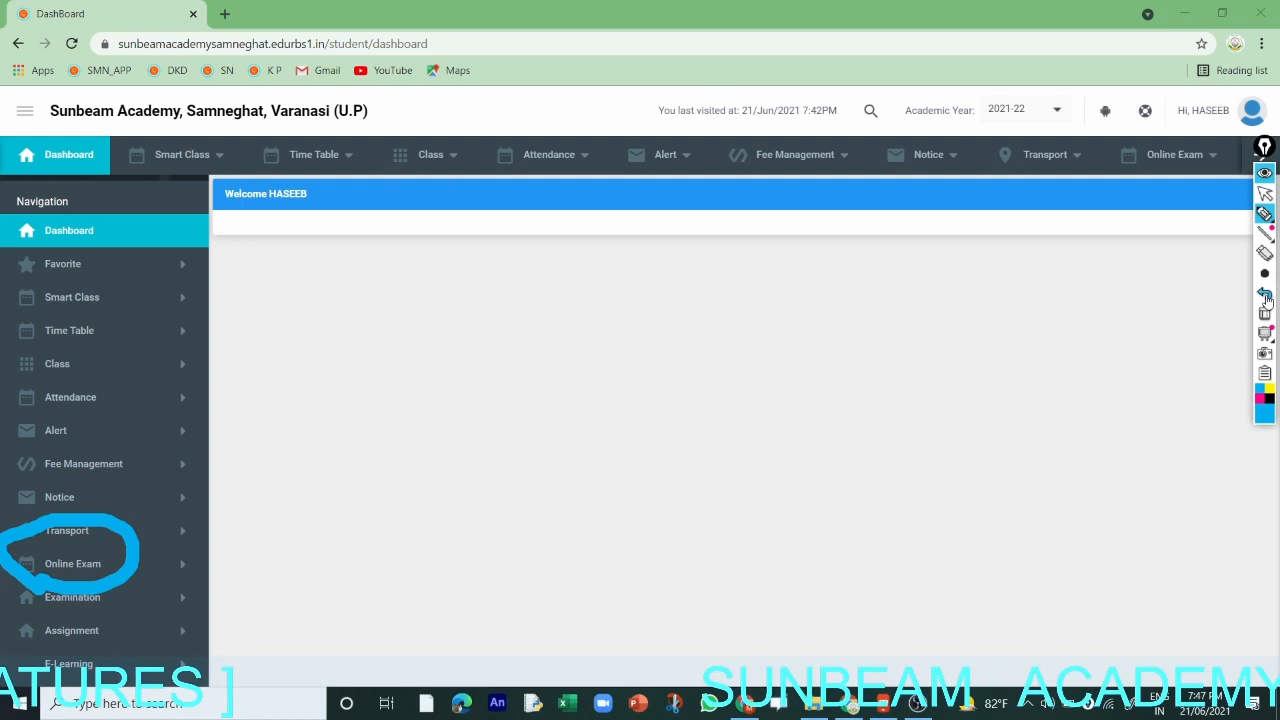 DashBoard
sunbeamacademysamneghat.edurbs1.in/student/dashboard
Apps SMN_APP DKD SN K P Gmail YouTube Maps Reading list
Sunbeam Academy, Samneghat, Varanasi (U.P) You last visited at: 21/Jun/2021 7:42PM Academic Year: 2021-22 Hi, HASEEB
Dashboard Smart Class Time Table Class Attendance Alert Fee Management Notice Transport Online Exam
Navigation
Welcome HASEEB
Dashboard
Favorite
Smart Class
Time Table
Class
Attendance
Alert
Fee Management
Notice
Transport
Online Exam
Examination
Assignment
E-Learning
ATURES ] SUNBEAM ACADEMY
Type here to search An 82°F ENG 7:47 PM
IN 21/06/2021